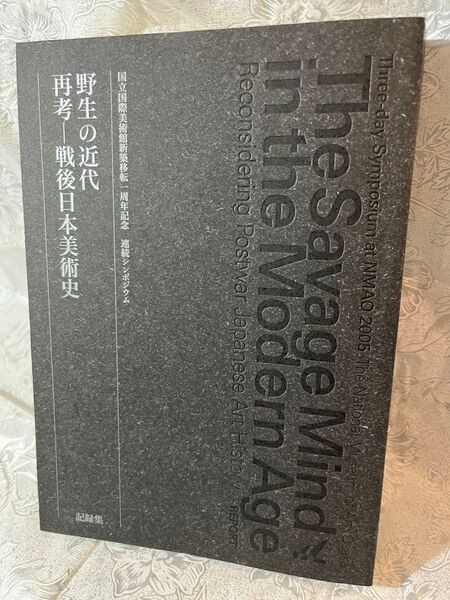 国立国際美術館新築移転一周年記念 連続シンポジウム
野生の近代
再考―戦後日本美術史
記録集
Three-day Symposium at NMAO 2005 The National Museum of Art, Osaka
The Savage Mind
in the Modern Age
Reconsidering Postwar Japanese Art History
REPORT